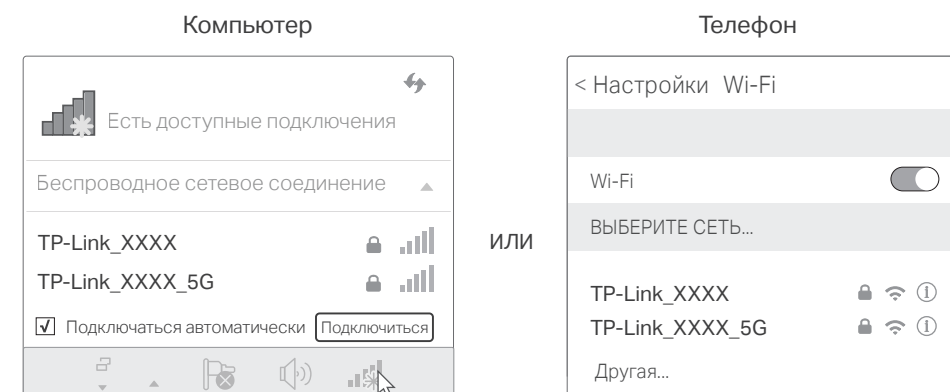 Компьютер
Есть доступные подключения
Беспроводное сетевое соединение
TP-Link_XXXX
TP-Link_XXXX_5G
Подключаться автоматически Подключиться
или
Телефон
< Настройки Wi-Fi
Wi-Fi
ВЫБЕРИТЕ СЕТЬ...
TP-Link_XXXX
TP-Link_XXXX_5G
Другая...